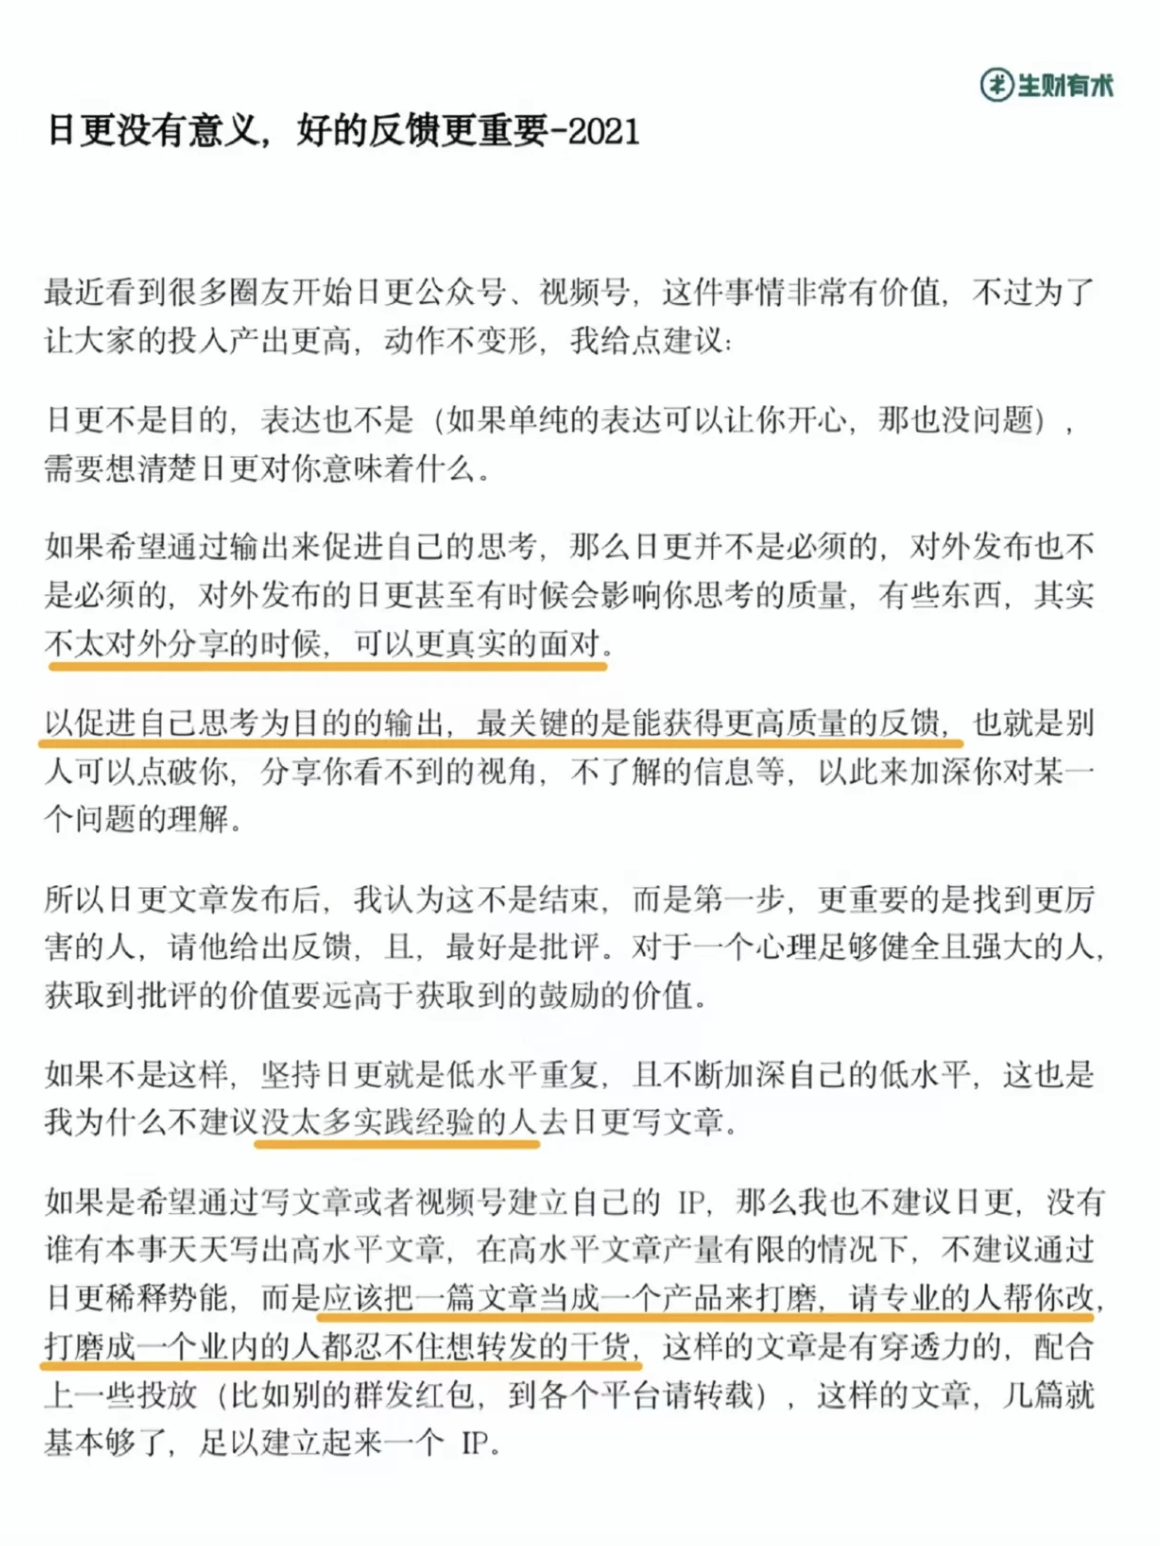 生财有术
日更没有意义，好的反馈更重要-2021
最近看到很多圈友开始日更公众号、视频号，这件事情非常有价值，不过为了
让大家的投入产出更高，动作不变形，我给点建议：
日更不是目的，表达也不是（如果单纯的表达可以让你开心，那也没问题），
需要想清楚日更对你意味着什么。
如果希望通过输出来促进自己的思考，那么日更并不是必须的，对外发布也不
是必须的，对外发布的日更甚至有时候会影响你思考的质量，有些东西，其实
不太对外分享的时候，可以更真实的面对。
以促进自己思考为目的的输出，最关键的是能获得更高质量的反馈，也就是别
人可以点破你，分享你看不到的视角，不了解的信息等，以此来加深你对某一
个问题的理解。
所以日更文章发布后，我认为这不是结束，而是第一步，更重要的是找到更厉
害的人，请他给出反馈，且，最好是批评。对于一个心理足够健全且强大的人，
获取到批评的价值要远高于获取到的鼓励的价值。
如果不是这样，坚持日更就是低水平重复，且不断加深自己的低水平，这也是
我为什么不建议没太多实践经验的人去日更写文章。
如果是希望通过写文章或者视频号建立自己的 IP，那么我也不建议日更，没有
谁有本事天天写出高水平文章，在高水平文章产量有限的情况下，不建议通过
日更稀释势能，而是应该把一篇文章当成一个产品来打磨，请专业的人帮你改，
打磨成一个业内的人都忍不住想转发的干货，这样的文章是有穿透力的，配合
上一些投放（比如别的群发红包，到各个平台请转载），这样的文章，几篇就
基本够了，足以建立起来一个 IP。